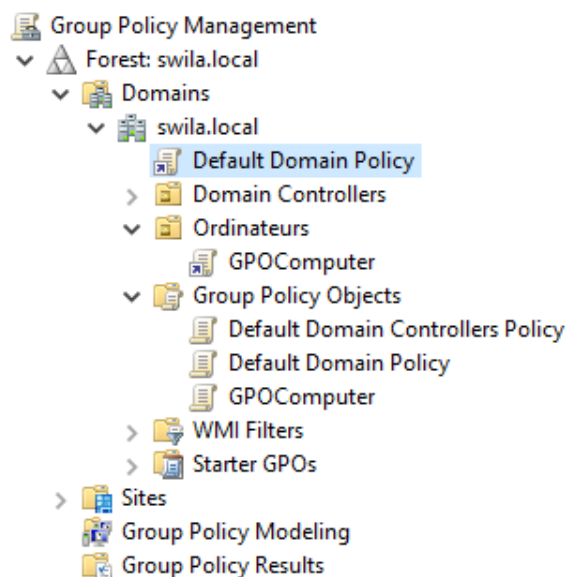 Group Policy Management
Forest: swila.local
Domains
swila.local
Default Domain Policy
Domain Controllers
Ordinateurs
GPOComputer
Group Policy Objects
Default Domain Controllers Policy
Default Domain Policy
GPOComputer
WMI Filters
Starter GPOs
Sites
Group Policy Modeling
Group Policy Results